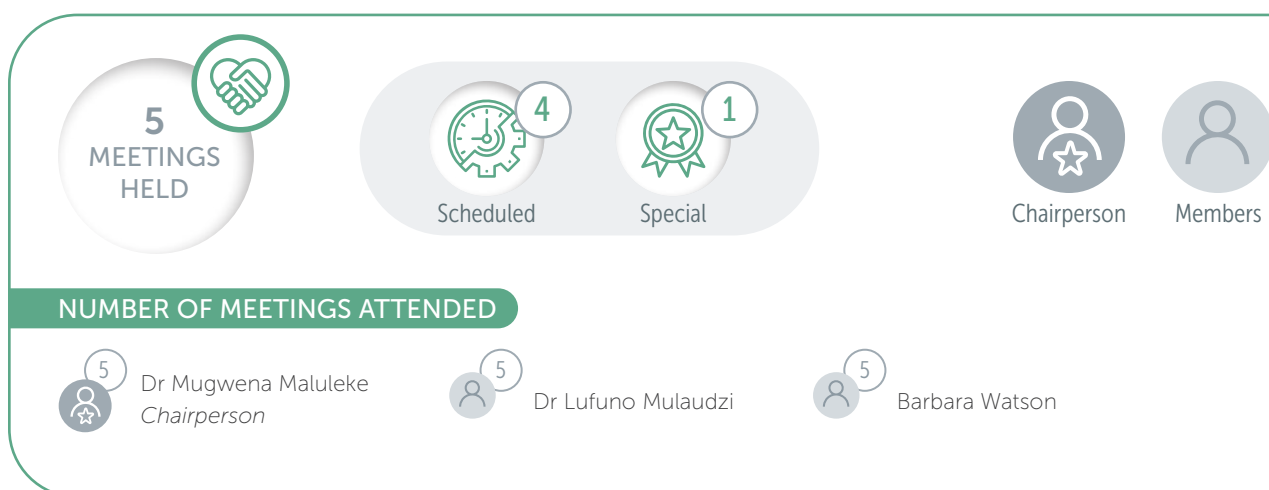 5
MEETINGS
HELD
4
Scheduled
1
Special
Chairperson
Members
NUMBER OF MEETINGS ATTENDED
5
Dr Mugwena Maluleke
Chairperson
5
Dr Lufuno Mulaudzi
5
Barbara Watson